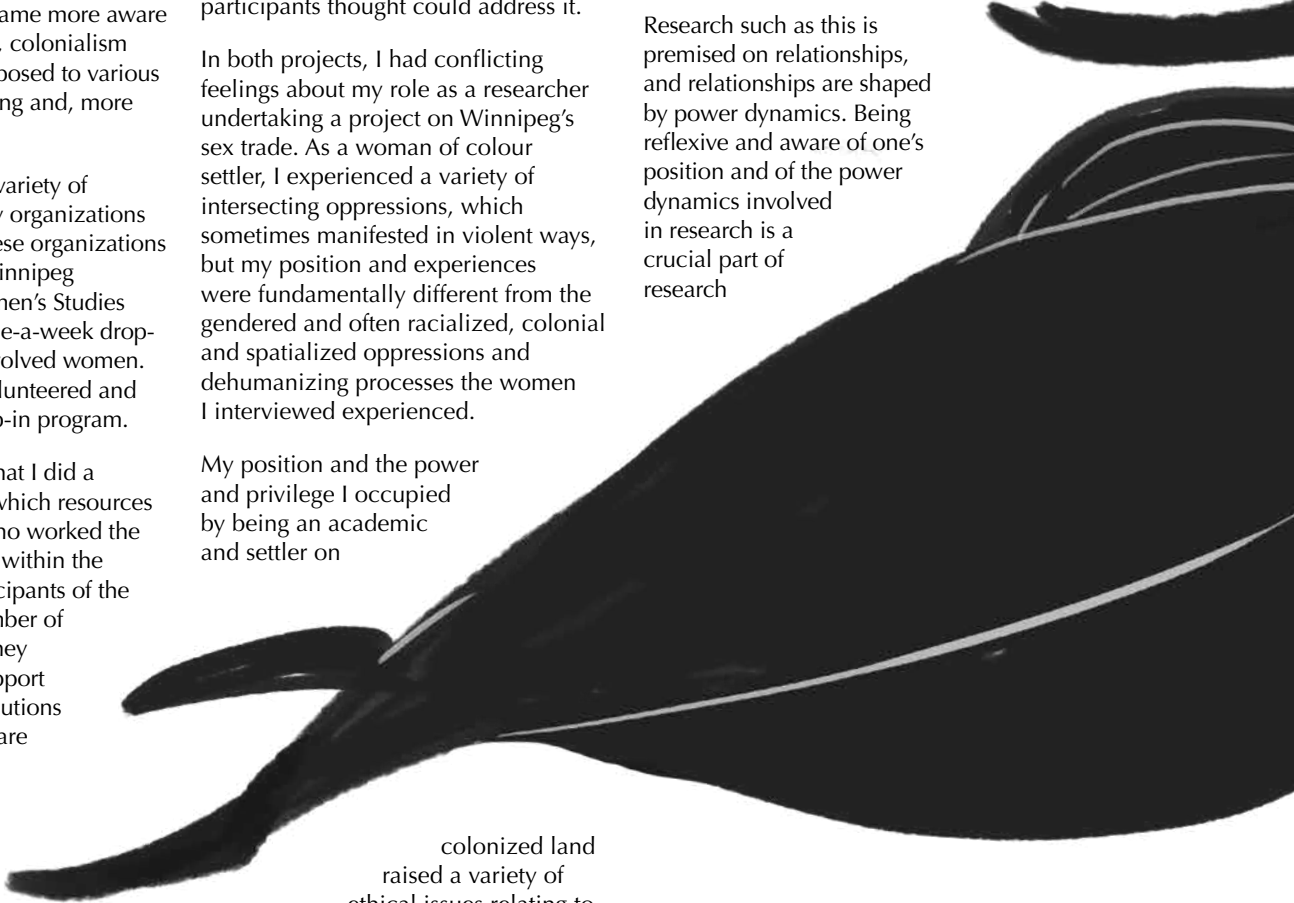 ame more aware
, colonialism
posed to various
ng and, more
variety of
y organizations
ese organizations
innipeg
men's Studies
e-a-week drop-
volved women.
lunteered and
p-in program.
hat I did a
which resources
ho worked the
within the
cipants of the
ber of
hey
pport
utions
are
participants thought could address it.
In both projects, I had conflicting
feelings about my role as a researcher
undertaking a project on Winnipeg's
sex trade. As a woman of colour
settler, I experienced a variety of
intersecting oppressions, which
sometimes manifested in violent ways,
but my position and experiences
were fundamentally different from the
gendered and often racialized, colonial
and spatialized oppressions and
dehumanizing processes the women
I interviewed experienced.
My position and the power
and privilege I occupied
by being an academic
and settler on
colonized land
raised a variety of
ethical issues relating to
Research such as this is
premised on relationships,
and relationships are shaped
by power dynamics. Being
reflexive and aware of one's
position and of the power
dynamics involved
in research is a
crucial part of
research